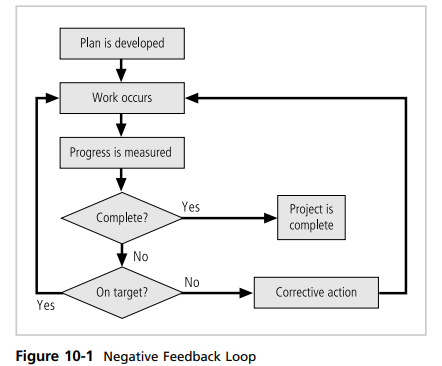 Plan is developed
Work occurs
Progress is measured
Complete?
Yes
Project is
complete
No
On target?
No
Corrective action
Yes
Figure 10-1 Negative Feedback Loop